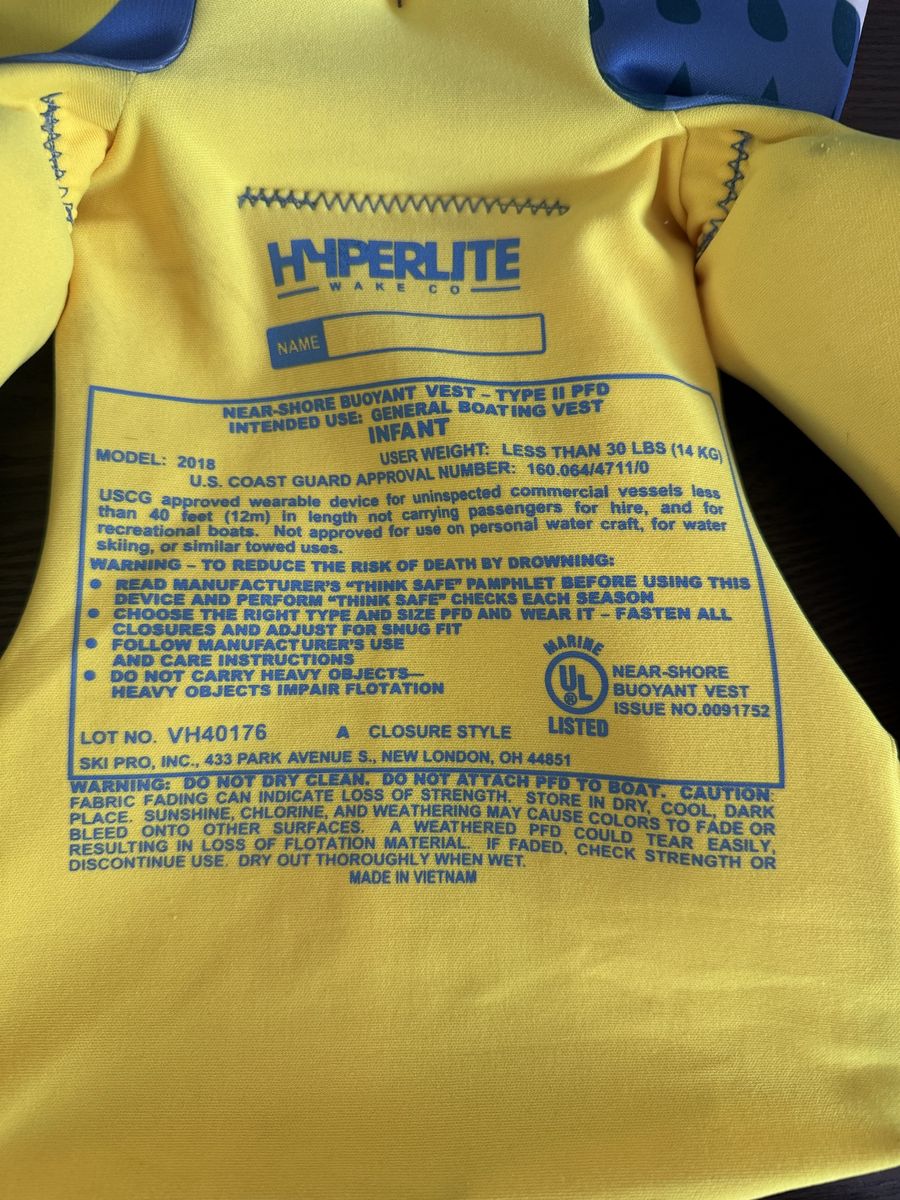 HYPERLITE
WAKE CO
NAME
NEAR-SHORE BUOYANT VEST - TYPE II PFD
INTENDED USE: GENERAL BOATING VEST
INFANT
MODEL: 2018 USER WEIGHT: LESS THAN 30 LBS (14 KG)
U.S. COAST GUARD APPROVAL NUMBER: 160.064/4711/0
USCG approved wearable device for uninspected commercial vessels less
than 40 feet (12m) in length not carrying passengers for hire, and for
recreational boats. Not approved for use on personal water craft, for water
skiing, or similar towed uses.
WARNING – TO REDUCE THE RISK OF DEATH BY DROWNING:
• READ MANUFACTURER'S “THINK SAFE” PAMPHLET BEFORE USING THIS
DEVICE AND PERFORM “THINK SAFE” CHECKS EACH SEASON
• CHOOSE THE RIGHT TYPE AND SIZE PFD AND WEAR IT – FASTEN ALL
CLOSURES AND ADJUST FOR SNUG FIT
• FOLLOW MANUFACTURER'S USE
AND CARE INSTRUCTIONS
• DO NOT CARRY HEAVY OBJECTS—
HEAVY OBJECTS IMPAIR FLOTATION
MARINE
UL ®
LISTED
NEAR-SHORE
BUOYANT VEST
ISSUE NO.0091752
LOT NO. VH40176 A CLOSURE STYLE
SKI PRO, INC., 433 PARK AVENUE S., NEW LONDON, OH 44851
WARNING: DO NOT DRY CLEAN. DO NOT ATTACH PFD TO BOAT. CAUTION:
FABRIC FADING CAN INDICATE LOSS OF STRENGTH. STORE IN DRY, COOL, DARK
PLACE. SUNSHINE, CHLORINE, AND WEATHERING MAY CAUSE COLORS TO FADE OR
BLEED ONTO OTHER SURFACES. A WEATHERED PFD COULD TEAR EASILY,
RESULTING IN LOSS OF FLOTATION MATERIAL. IF FADED, CHECK STRENGTH OR
DISCONTINUE USE. DRY OUT THOROUGHLY WHEN WET.
MADE IN VIETNAM